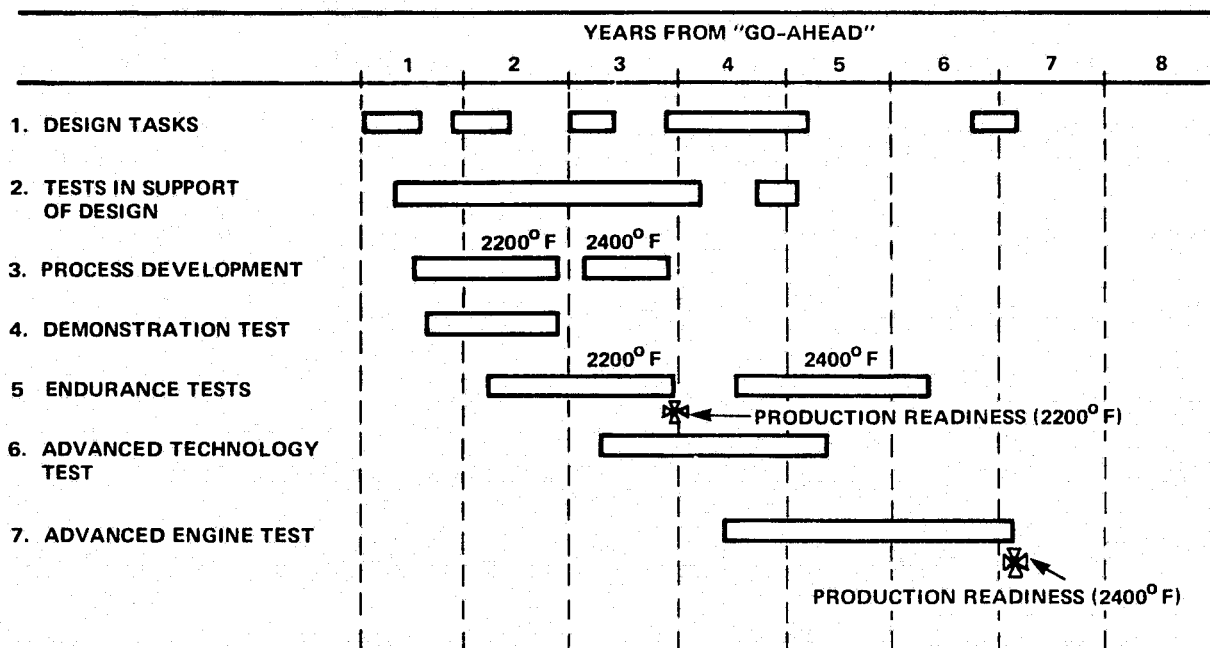 YEARS FROM "GO-AHEAD"
1 2 3 4 5 6 7 8
1. DESIGN TASKS
2. TESTS IN SUPPORT
OF DESIGN
2200° F 2400° F
3. PROCESS DEVELOPMENT
4. DEMONSTRATION TEST
2200° F 2400° F
5 ENDURANCE TESTS
PRODUCTION READINESS (2200° F)
6. ADVANCED TECHNOLOGY
TEST
7. ADVANCED ENGINE TEST
PRODUCTION READINESS (2400° F)